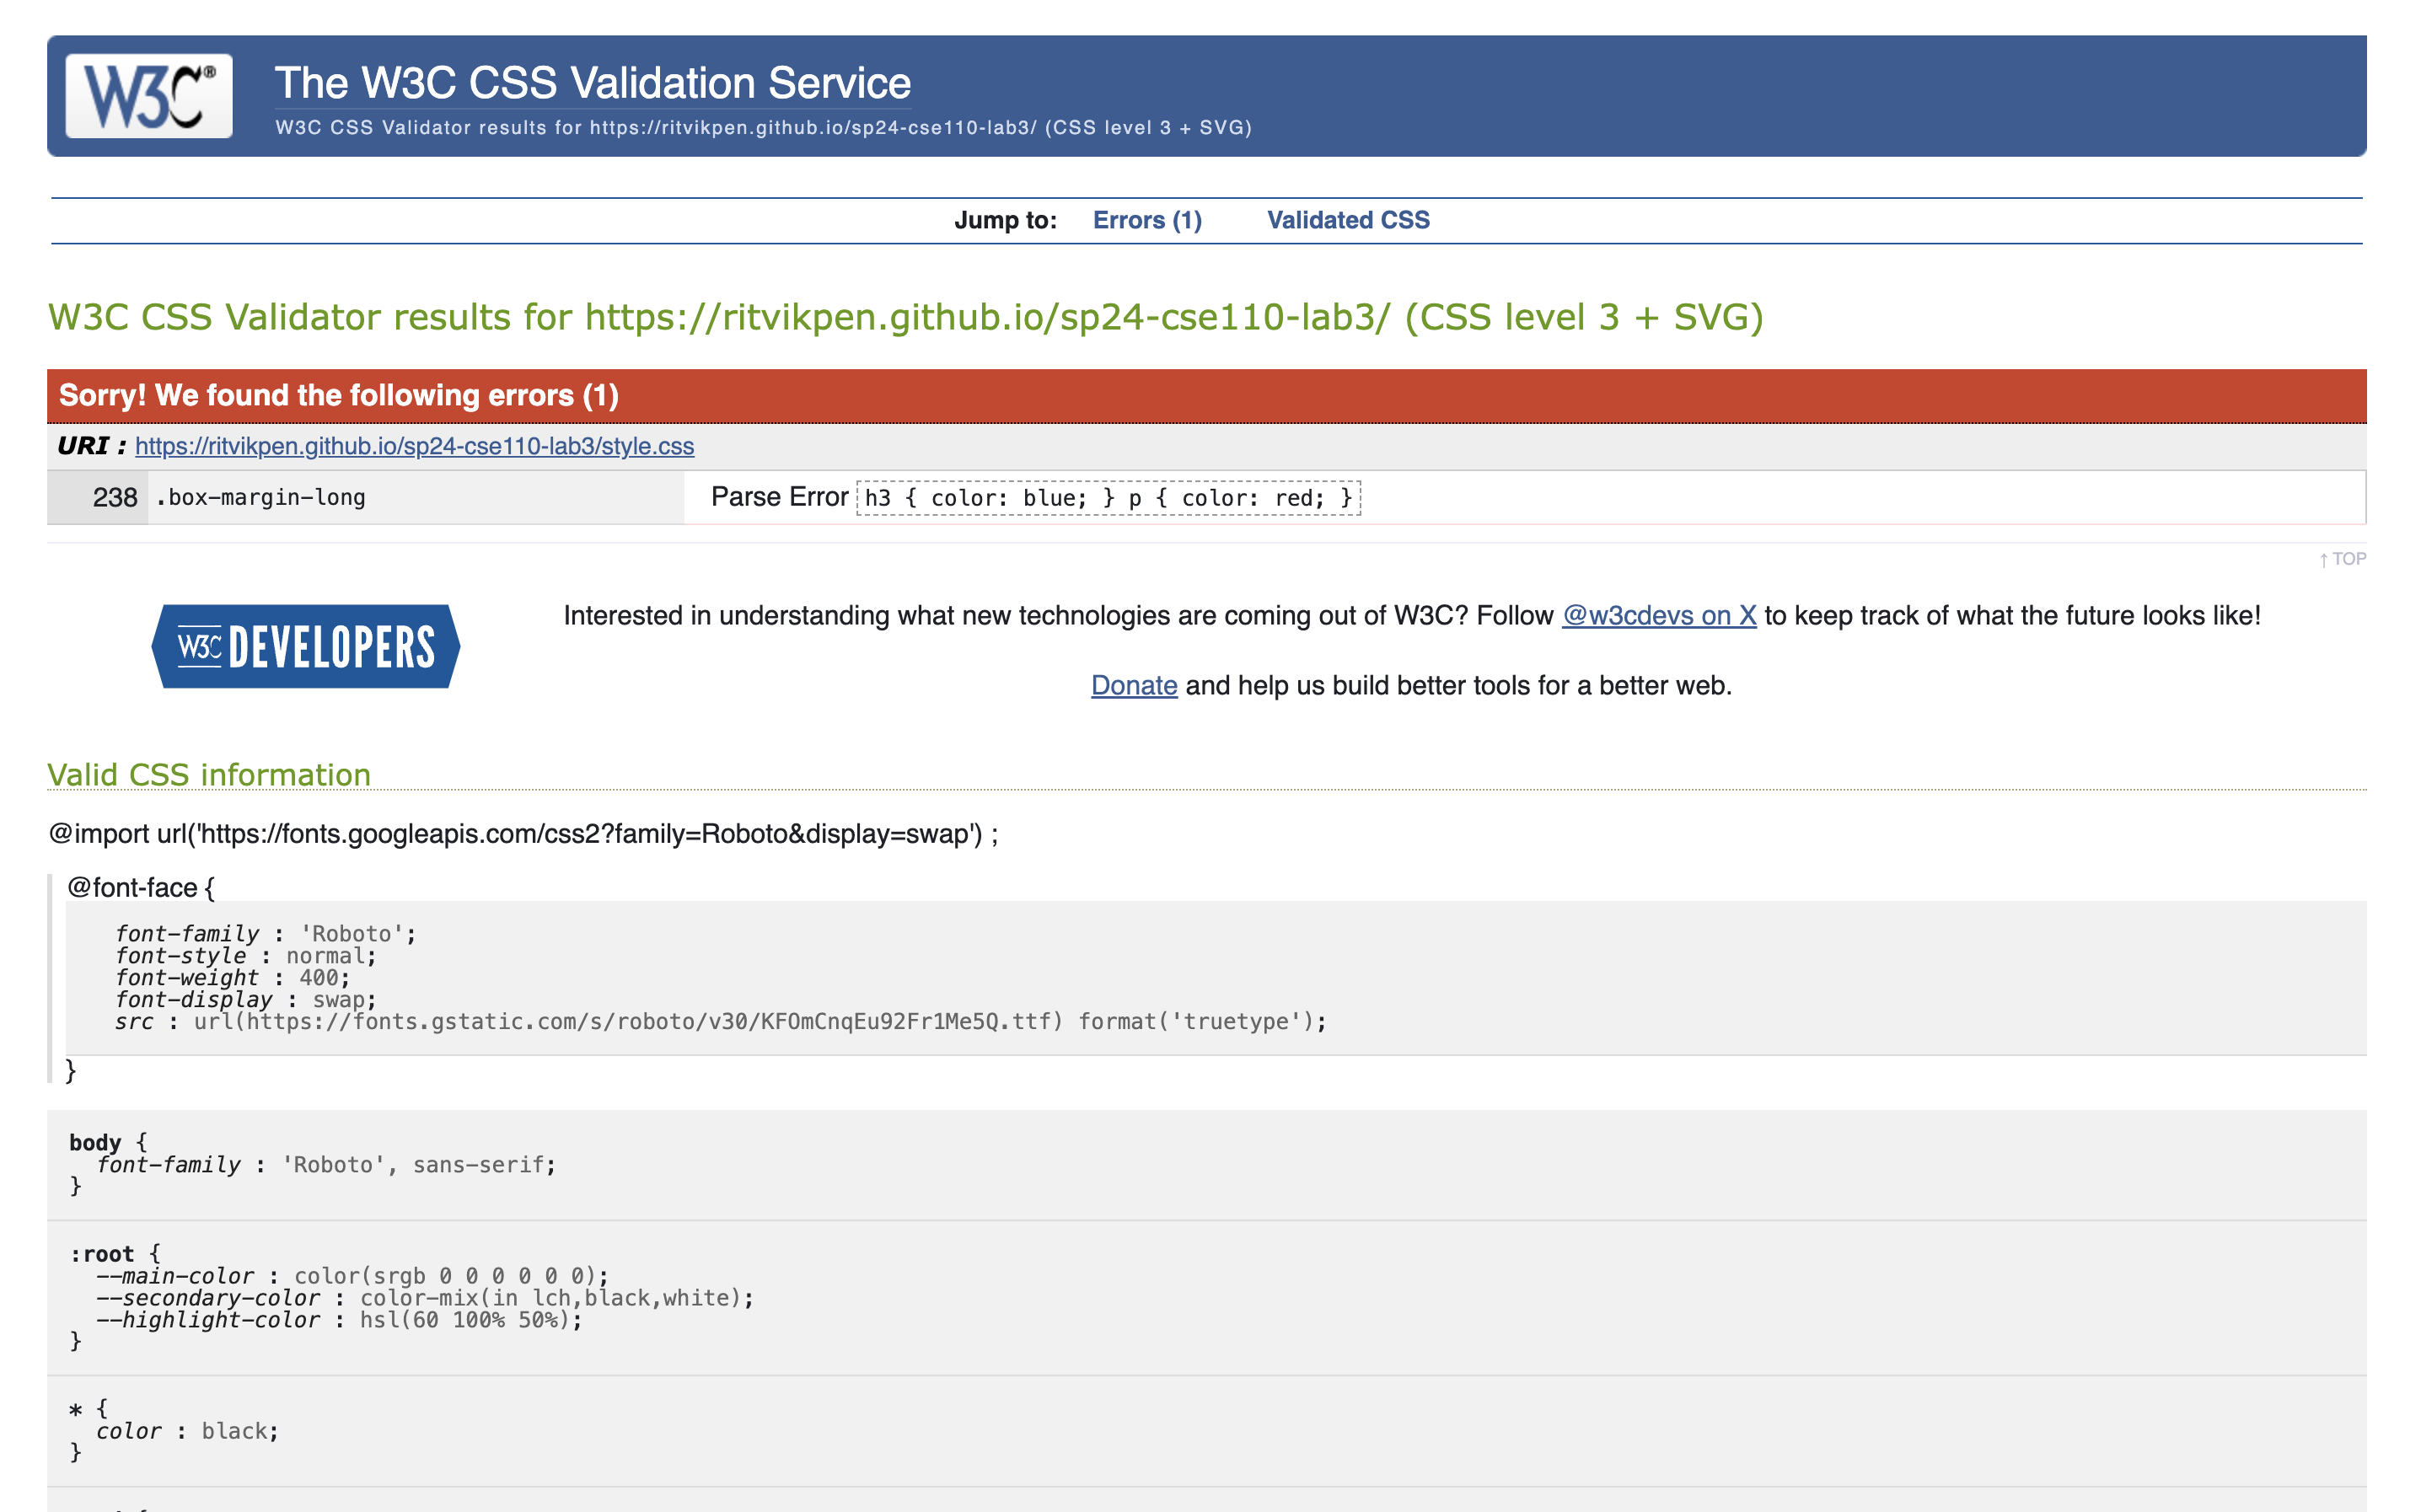 W3C®
The W3C CSS Validation Service
W3C CSS Validator results for https://ritvikpen.github.io/sp24-cse110-lab3/ (CSS level 3 + SVG)
Jump to: Errors (1) Validated CSS
W3C CSS Validator results for https://ritvikpen.github.io/sp24-cse110-lab3/ (CSS level 3 + SVG)
Sorry! We found the following errors (1)
URI : https://ritvikpen.github.io/sp24-cse110-lab3/style.css
238 .box-margin-long Parse Error h3 { color: blue; } p { color: red; }
↑ TOP
W3C DEVELOPERS
Interested in understanding what new technologies are coming out of W3C? Follow @w3cdevs on X to keep track of what the future looks like!
Donate and help us build better tools for a better web.
Valid CSS information
@import url('https://fonts.googleapis.com/css2?family=Roboto&display=swap') ;
@font-face {
font-family : 'Roboto';
font-style : normal;
font-weight : 400;
font-display : swap;
src : url(https://fonts.gstatic.com/s/roboto/v30/KFOmCnqEu92Fr1Me5Q.ttf) format('truetype');
}
body {
font-family : 'Roboto', sans-serif;
}
:root {
--main-color : color(srgb 0 0 0 0 0 0);
--secondary-color : color-mix(in lch,black,white);
--highlight-color : hsl(60 100% 50%);
}
* {
color : black;
}